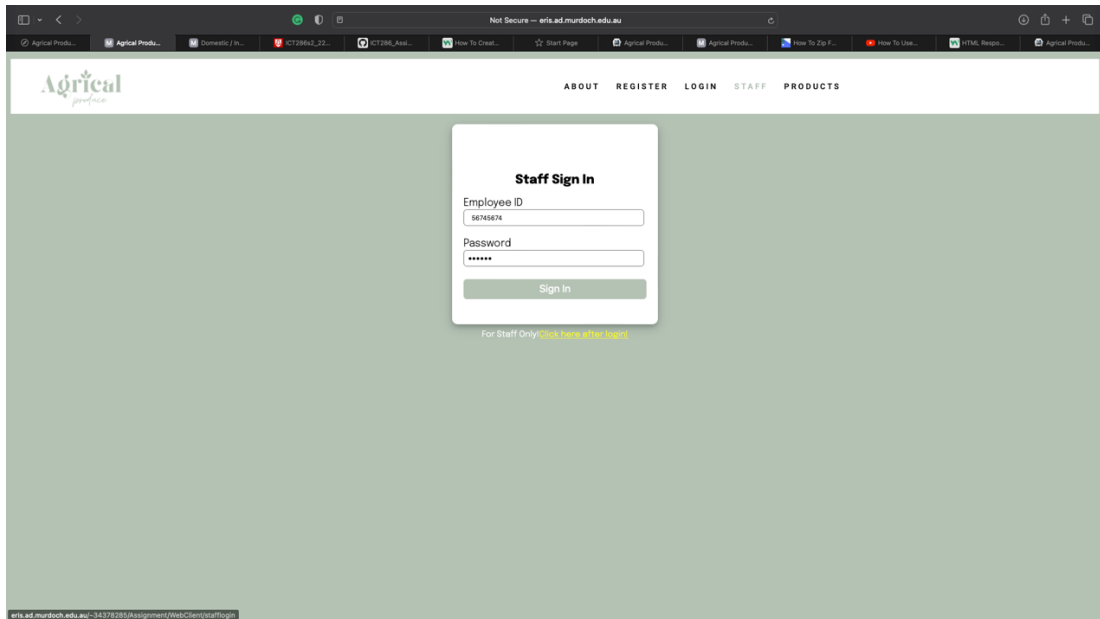 Not Secure — eris.ad.murdoch.edu.au
Agrical Produ... Agrical Produ... Domestic / In... ICT286s2_22... ICT286_Assi... How To Creat... Start Page Agrical Produ... Agrical Produ... How To Zip F... How To Use... HTML Respo... Agrical Produ...
Agrical
produce
ABOUT REGISTER LOGIN STAFF PRODUCTS
Staff Sign In
Employee ID
56745674
Password
••••••
Sign In
For Staff Only!Click here after login!
eris.ad.murdoch.edu.au/~34378285/Assignment/WebClient/stafflogin